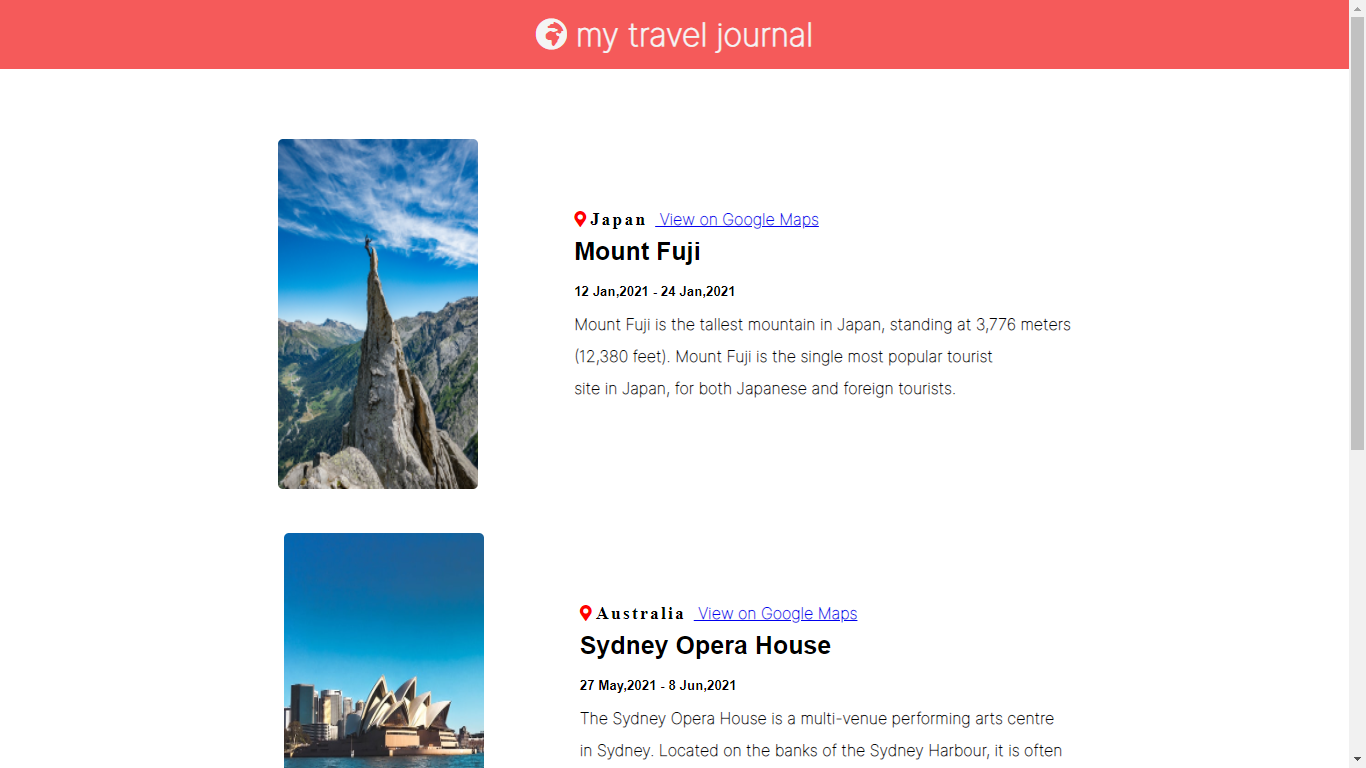 my travel journal
Japan View on Google Maps
Mount Fuji
12 Jan,2021 - 24 Jan,2021
Mount Fuji is the tallest mountain in Japan, standing at 3,776 meters
(12,380 feet). Mount Fuji is the single most popular tourist
site in Japan, for both Japanese and foreign tourists.
Australia View on Google Maps
Sydney Opera House
27 May,2021 - 8 Jun,2021
The Sydney Opera House is a multi-venue performing arts centre
in Sydney. Located on the banks of the Sydney Harbour, it is often